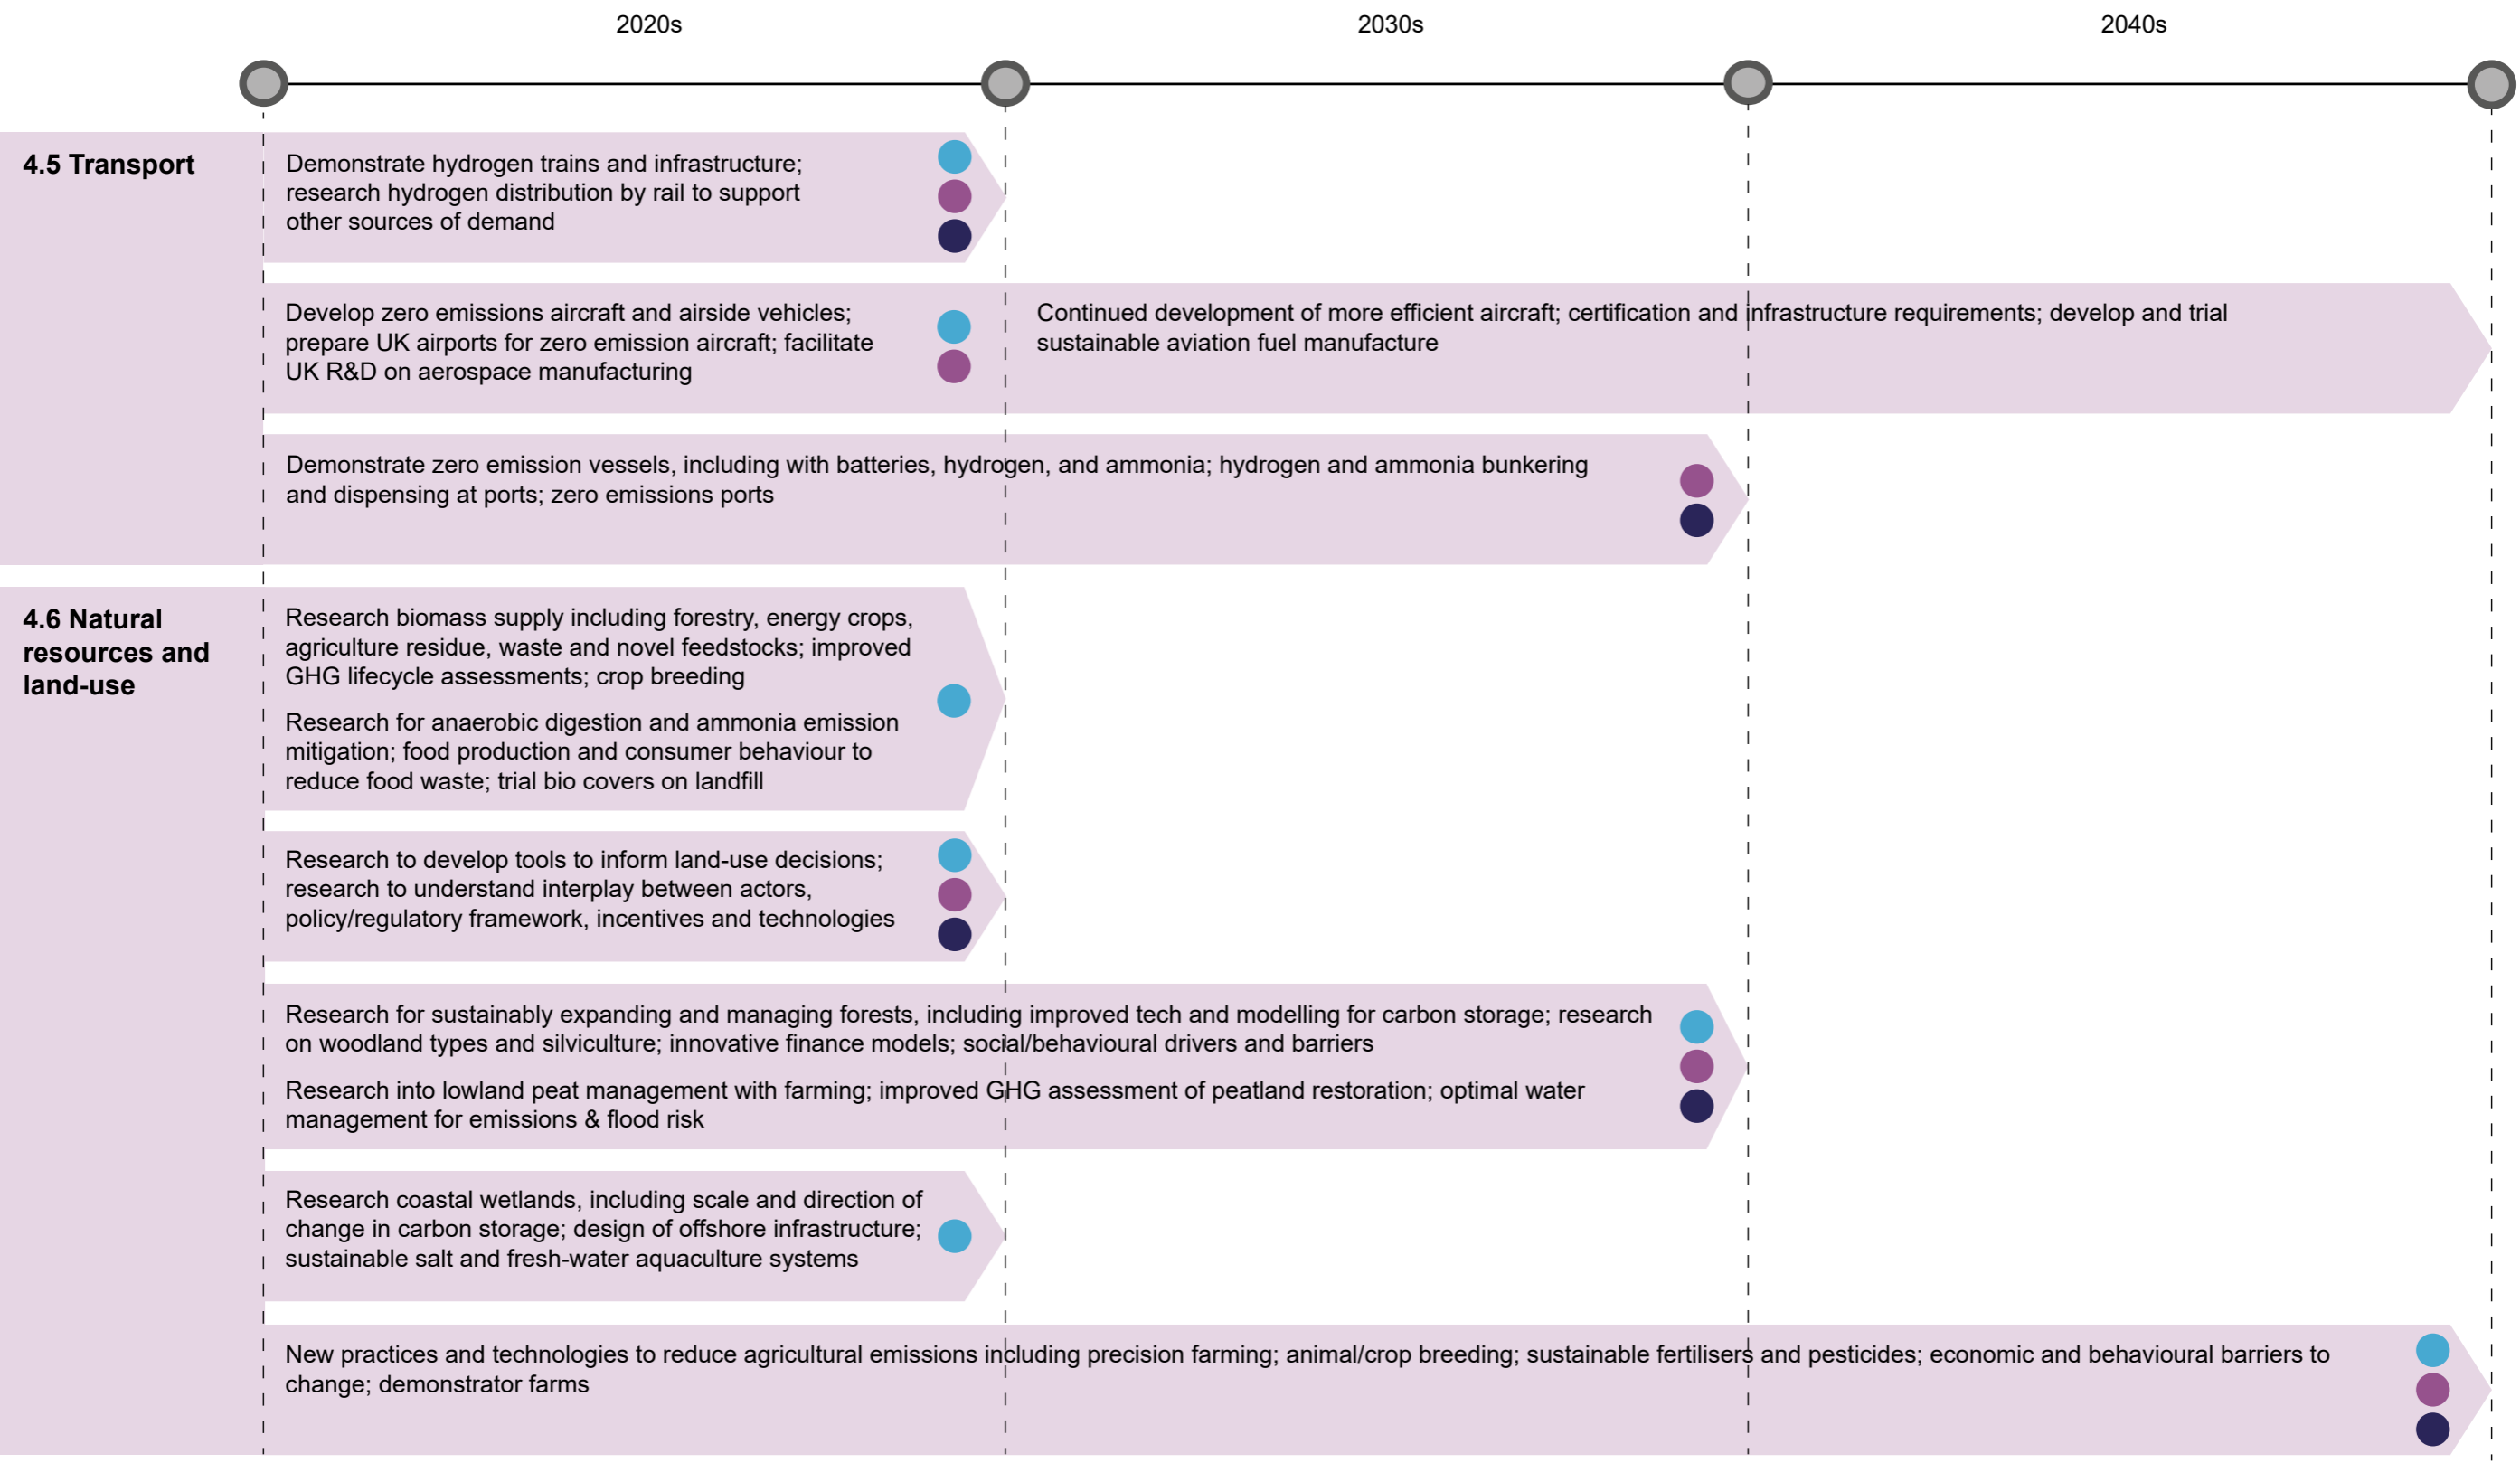 2020s
2030s
2040s
4.5 Transport
Demonstrate hydrogen trains and infrastructure;
research hydrogen distribution by rail to support
other sources of demand
Develop zero emissions aircraft and airside vehicles;
prepare UK airports for zero emission aircraft; facilitate
UK R&D on aerospace manufacturing
Continued development of more efficient aircraft; certification and infrastructure requirements; develop and trial
sustainable aviation fuel manufacture
Demonstrate zero emission vessels, including with batteries, hydrogen, and ammonia; hydrogen and ammonia bunkering
and dispensing at ports; zero emissions ports
4.6 Natural
resources and
land-use
Research biomass supply including forestry, energy crops,
agriculture residue, waste and novel feedstocks; improved
GHG lifecycle assessments; crop breeding
Research for anaerobic digestion and ammonia emission
mitigation; food production and consumer behaviour to
reduce food waste; trial bio covers on landfill
Research to develop tools to inform land-use decisions;
research to understand interplay between actors,
policy/regulatory framework, incentives and technologies
Research for sustainably expanding and managing forests, including improved tech and modelling for carbon storage; research
on woodland types and silviculture; innovative finance models; social/behavioural drivers and barriers
Research into lowland peat management with farming; improved GHG assessment of peatland restoration; optimal water
management for emissions & flood risk
Research coastal wetlands, including scale and direction of
change in carbon storage; design of offshore infrastructure;
sustainable salt and fresh-water aquaculture systems
New practices and technologies to reduce agricultural emissions including precision farming; animal/crop breeding; sustainable fertilisers and pesticides; economic and behavioural barriers to
change; demonstrator farms